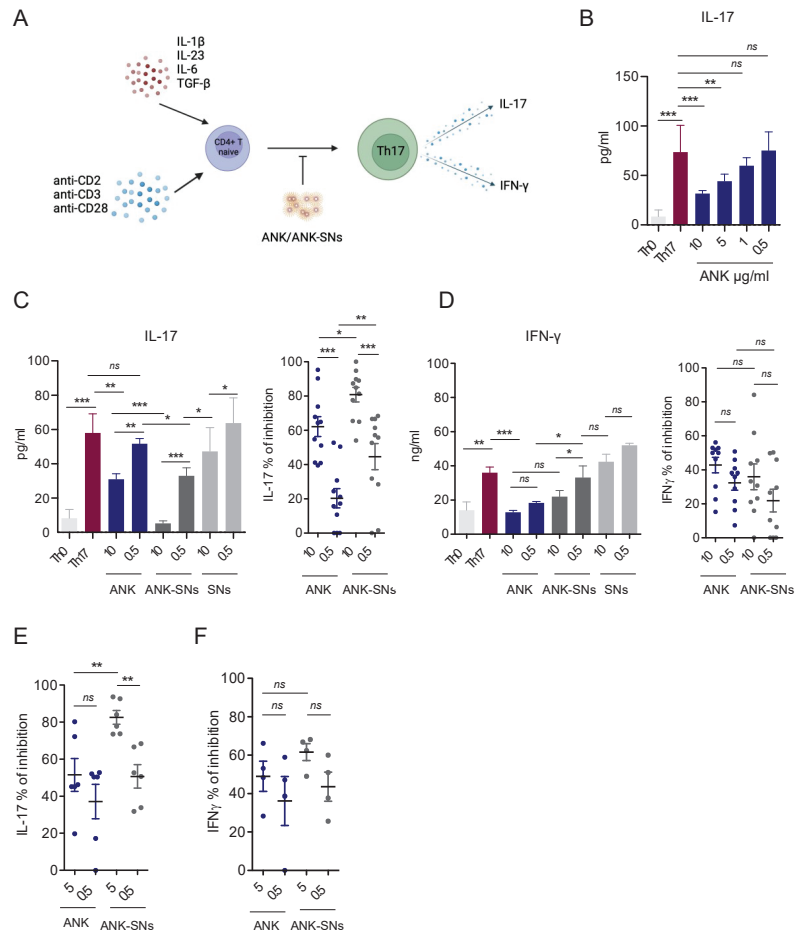 A
IL-1β
IL-23
IL-6
TGF-β
anti-CD2
anti-CD3
anti-CD28
CD4+ T
naive
Th17
IL-17
IFN-γ
ANK/ANK-SNs
B
IL-17
ns
ns
**
***
***
pg/ml
150
100
50
0
Th0
Th17
10
5
1
0.5
ANK µg/ml
C
IL-17
ns
***
**
***
**
*
*
*
***
pg/ml
100
80
60
40
20
0
Th0
Th17
10
0.5
10
0.5
10
0.5
ANK
ANK-SNs
SNs
**
*
***
***
IL-17 % of inhibition
100
80
60
40
20
0
10
0.5
10
0.5
ANK
ANK-SNs
D
IFN-γ
**
***
ns
ns
*
*
ns
ns
ng/ml
100
80
60
40
20
0
Th0
Th17
10
0.5
10
0.5
10
0.5
ANK
ANK-SNs
SNs
ns
ns
ns
ns
IFNγ % of inhibition
100
80
60
40
20
0
10
0.5
10
0.5
ANK
ANK-SNs
E
**
ns
**
IL-17 % of inhibition
100
80
60
40
20
0
5
0.5
5
0.5
ANK
ANK-SNs
F
ns
ns
ns
IFNγ % of inhibition
100
80
60
40
20
0
5
0.5
5
0.5
ANK
ANK-SNs